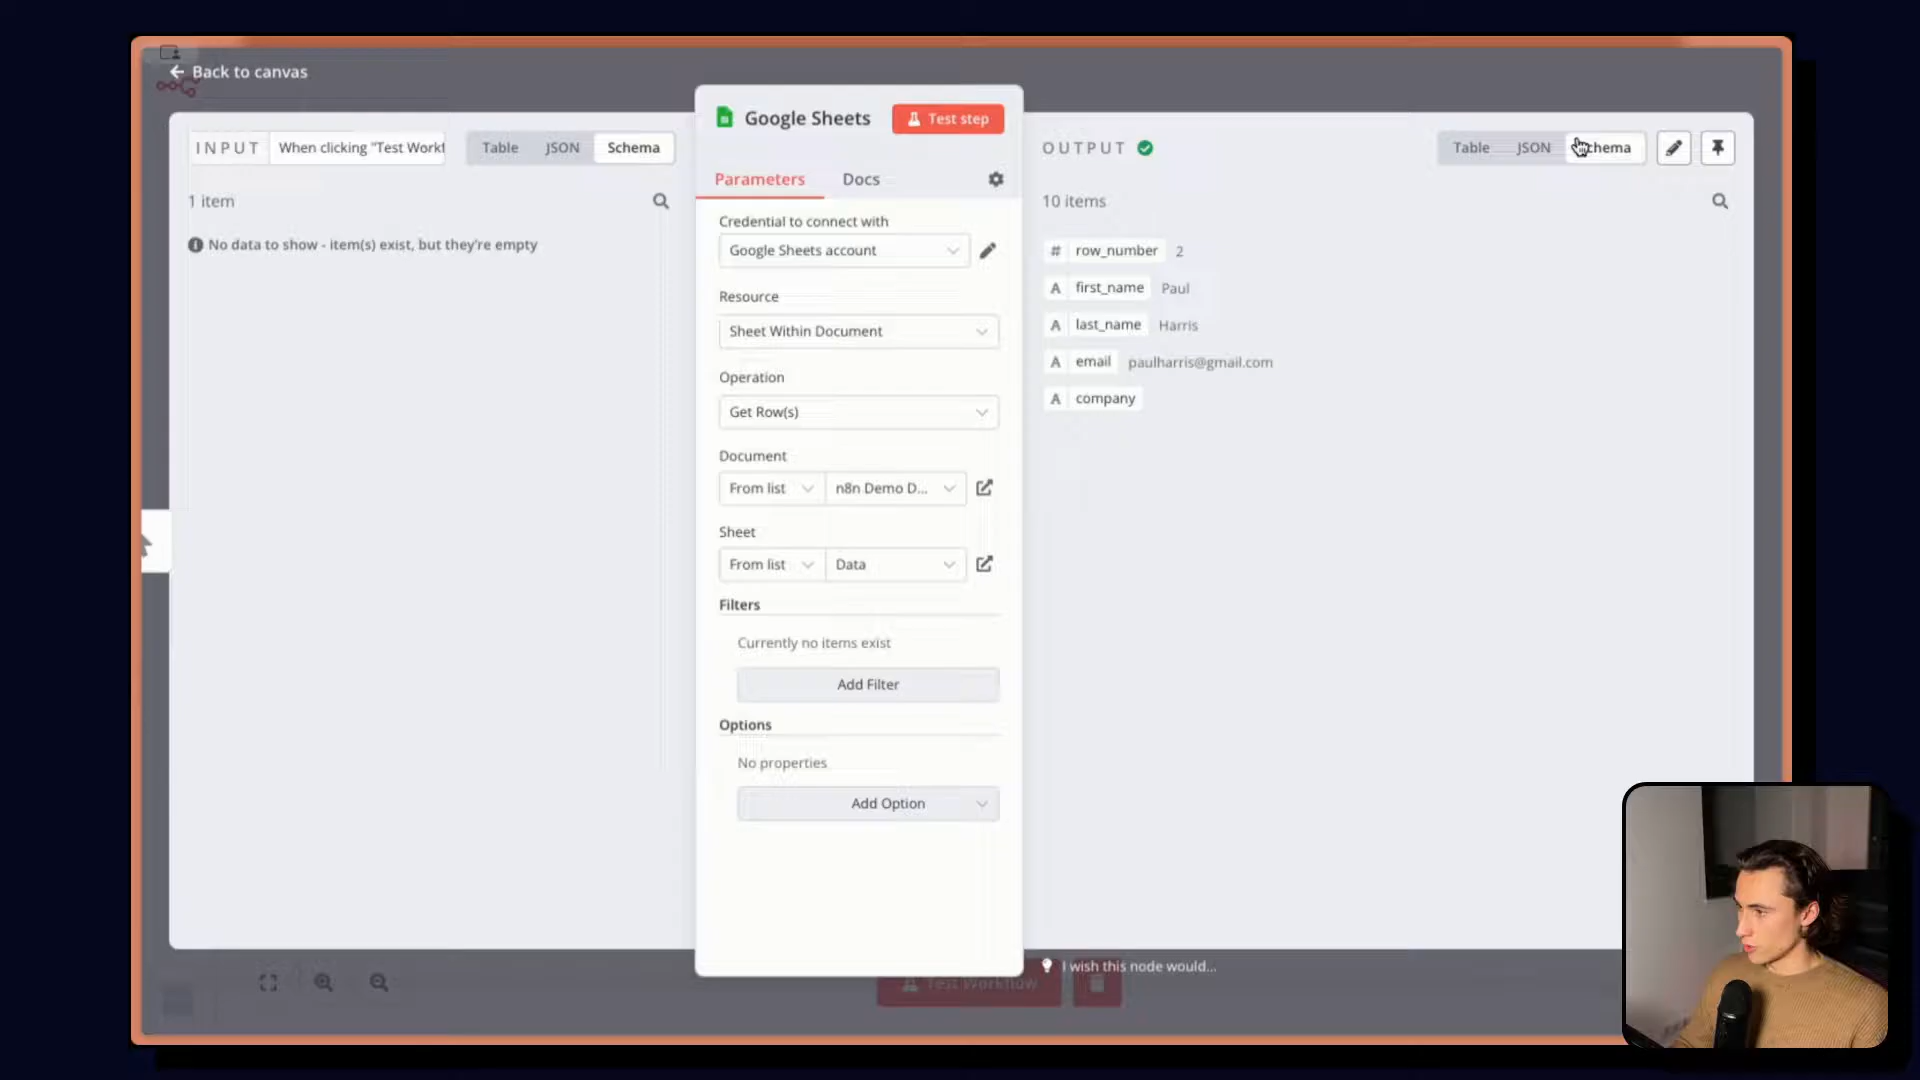 Back to canvas
INPUT
When clicking "Test Workf
Table
JSON
Schema
1 item
No data to show - item(s) exist, but they're empty
Google Sheets
Test step
Parameters
Docs
Credential to connect with
Google Sheets account
Resource
Sheet Within Document
Operation
Get Row(s)
Document
From list
n8n Demo D...
Sheet
From list
Data
Filters
Currently no items exist
Add Filter
Options
No properties
Add Option
OUTPUT
Table
JSON
Schema
10 items
# row_number 2
A first_name Paul
A last_name Harris
A email paulharris@gmail.com
A company
I wish this node would...
Test Workflow